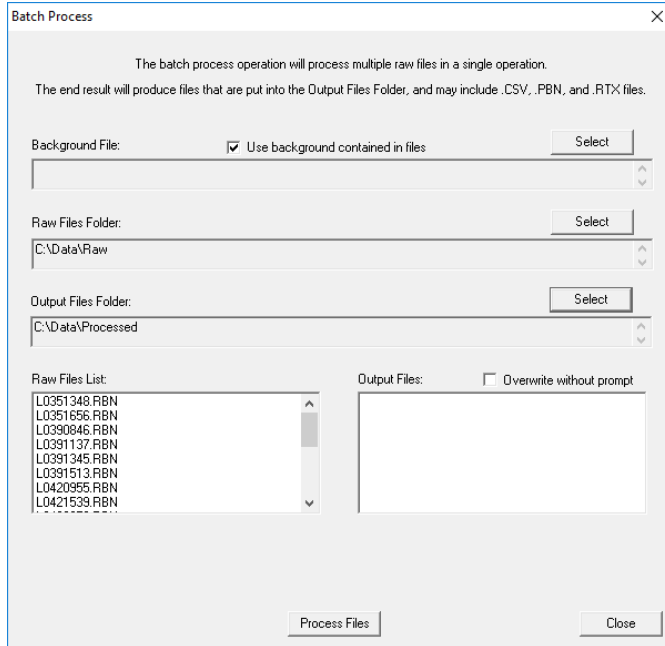 Batch Process
The batch process operation will process multiple raw files in a single operation.
The end result will produce files that are put into the Output Files Folder, and may include .CSV, .PBN, and .RTX files.
Background File:
Use background contained in files
Select
Raw Files Folder:
Select
C:\Data\Raw
Output Files Folder:
Select
C:\Data\Processed
Raw Files List:
L0351348.RBN
L0351656.RBN
L0390846.RBN
L0391137.RBN
L0391345.RBN
L0391513.RBN
L0420955.RBN
L0421539.RBN
Output Files:
Overwrite without prompt
Process Files
Close